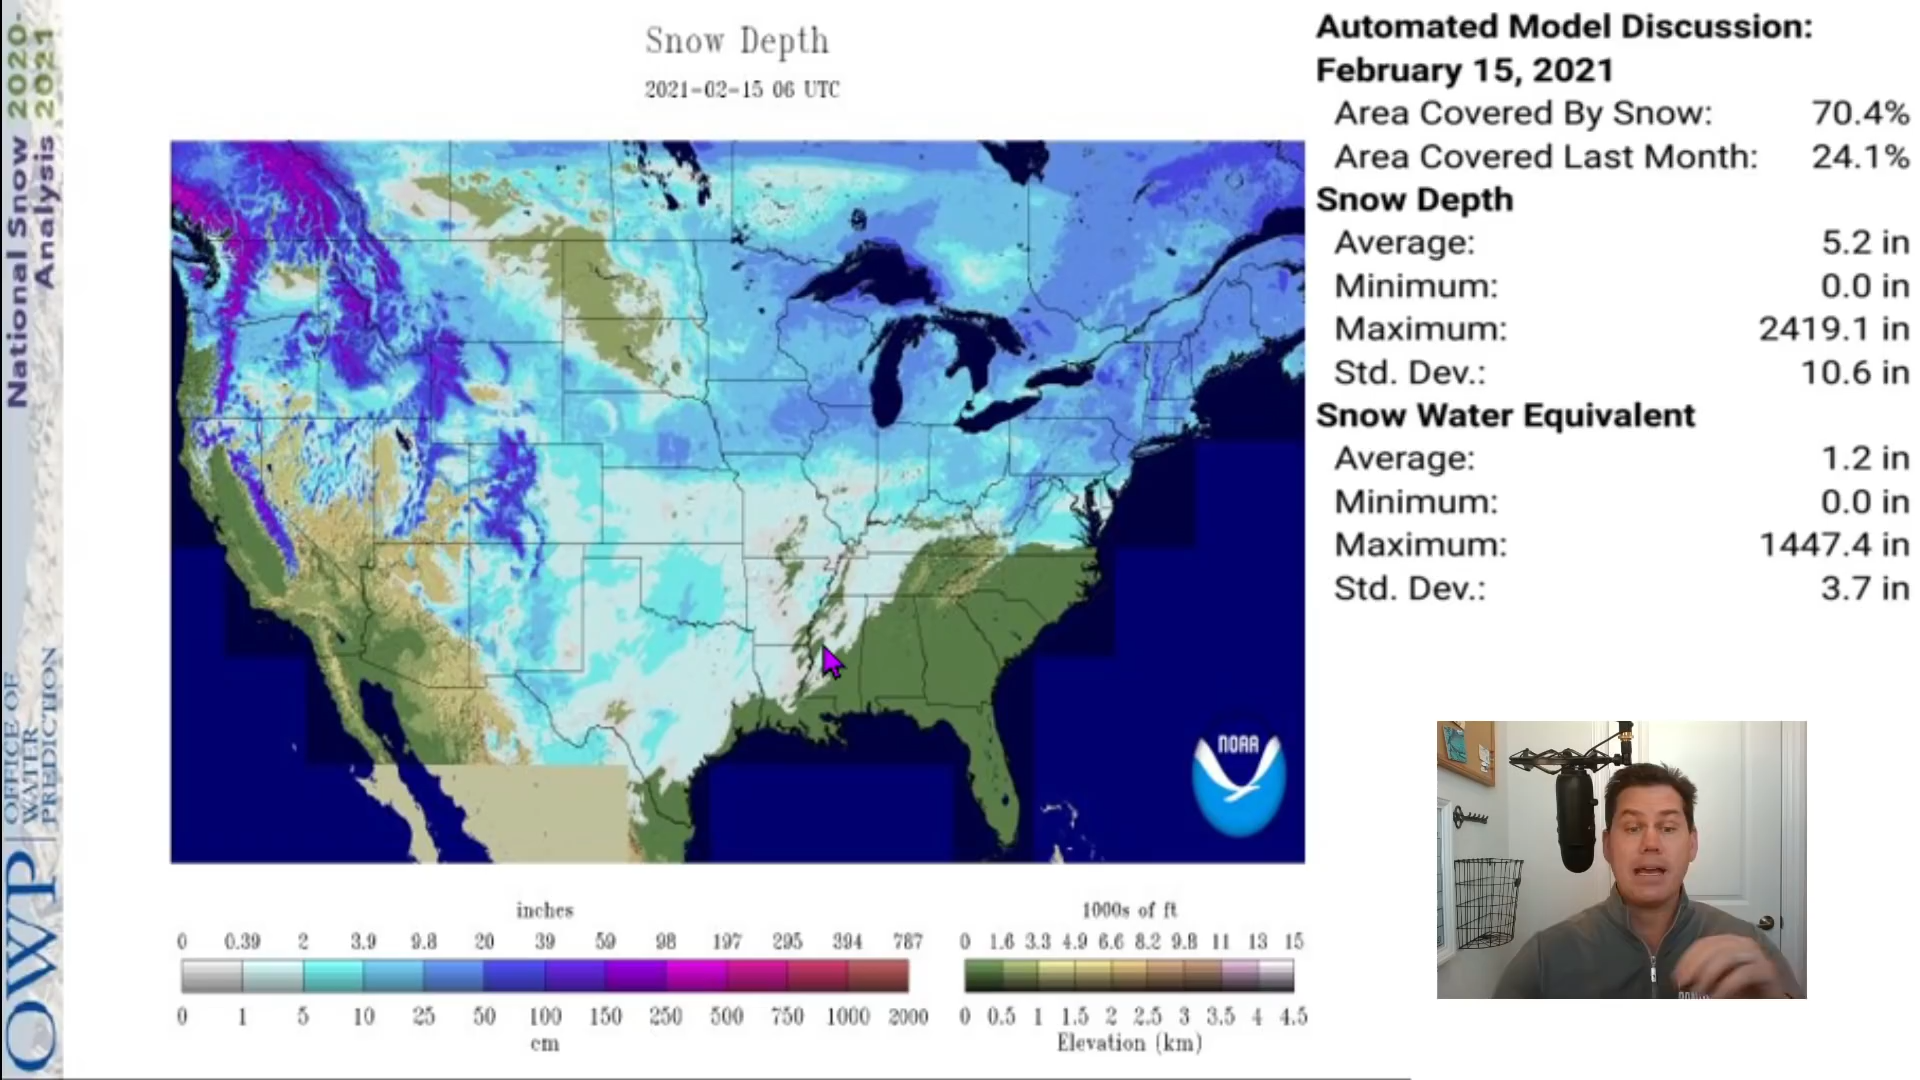 National Snow 2020-
Analysis 2021
OFFICE OF
WATER
PREDICTION
OWP
Snow Depth
2021-02-15 06 UTC
NOAA
inches
0 0.39 2 3.9 9.8 20 39 59 98 197 295 394 787
0 1 5 10 25 50 100 150 250 500 750 1000 2000
cm
1000s of ft
0 1.6 3.3 4.9 6.6 8.2 9.8 11 13 15
0 0.5 1 1.5 2 2.5 3 3.5 4 4.5
Elevation (km)
Automated Model Discussion:
February 15, 2021
Area Covered By Snow: 70.4%
Area Covered Last Month: 24.1%
Snow Depth
Average: 5.2 in
Minimum: 0.0 in
Maximum: 2419.1 in
Std. Dev.: 10.6 in
Snow Water Equivalent
Average: 1.2 in
Minimum: 0.0 in
Maximum: 1447.4 in
Std. Dev.: 3.7 in